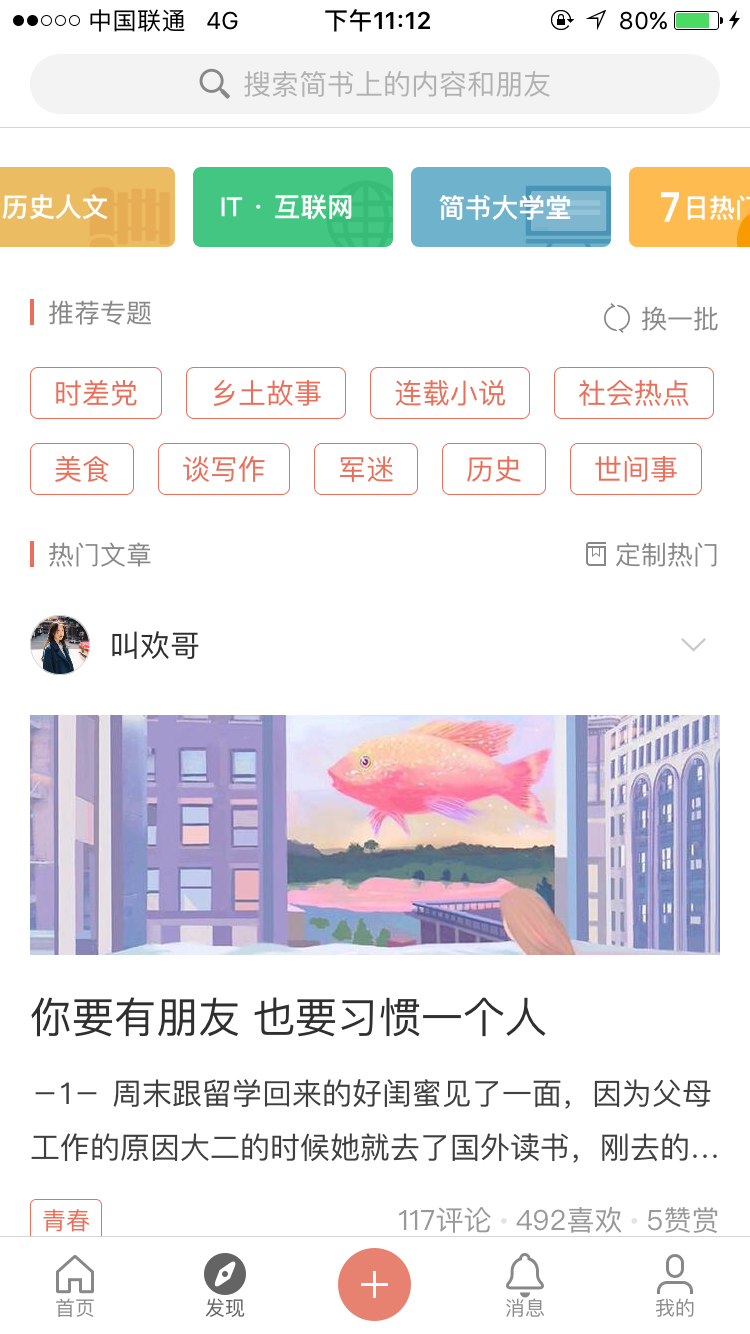 中国联通 4G 下午11:12 80%
搜索简书上的内容和朋友
历史人文 IT · 互联网 简书大学堂 7日热门
推荐专题 换一批
时差党 乡土故事 连载小说 社会热点
美食 谈写作 军迷 历史 世间事
热门文章 定制热门
叫欢哥
你要有朋友 也要习惯一个人
－1－ 周末跟留学回来的好闺蜜见了一面，因为父母
工作的原因大二的时候她就去了国外读书，刚去的...
青春 117评论 • 492喜欢 • 5赞赏
首页 发现 消息 我的